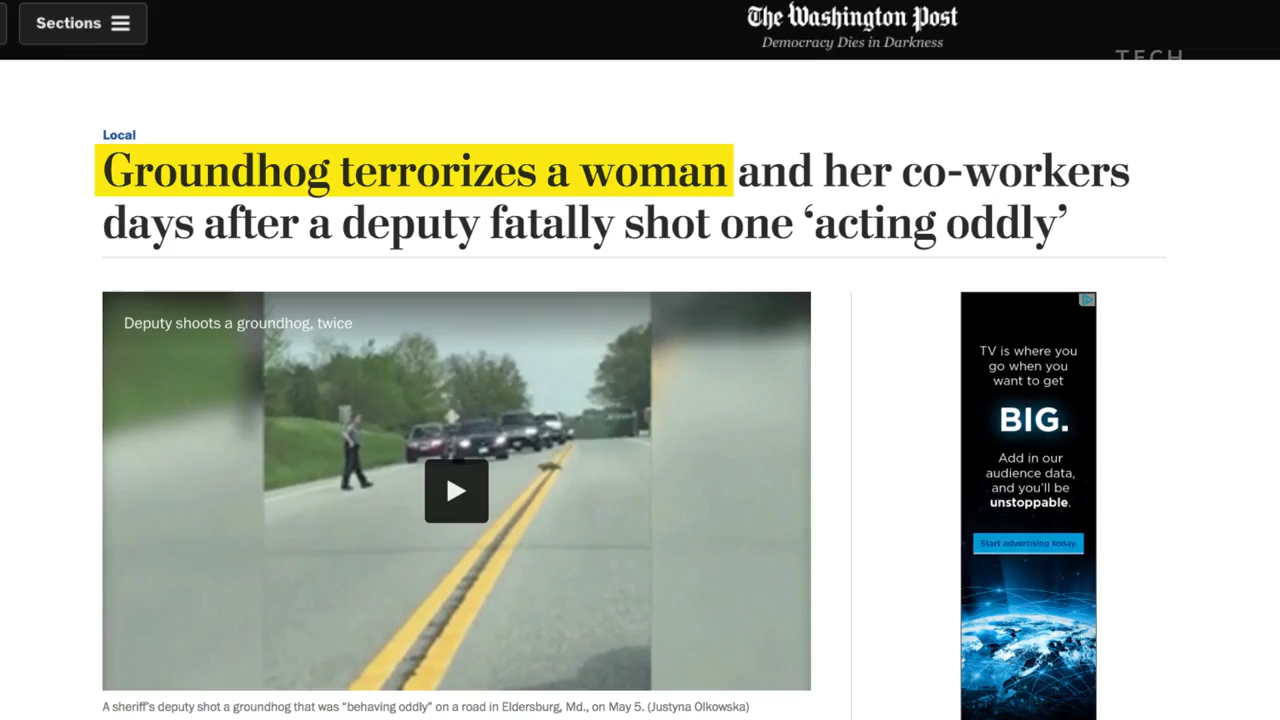 Sections
The Washington Post
Democracy Dies in Darkness
TECH
Local
Groundhog terrorizes a woman and her co-workers
days after a deputy fatally shot one ‘acting oddly’
Deputy shoots a groundhog, twice
TV is where you
go when you
want to get
BIG.
Add in our
audience data,
and you'll be
unstoppable.
Start advertising today.
A sheriff's deputy shot a groundhog that was "behaving oddly" on a road in Eldersburg, Md., on May 5. (Justyna Olkowska)